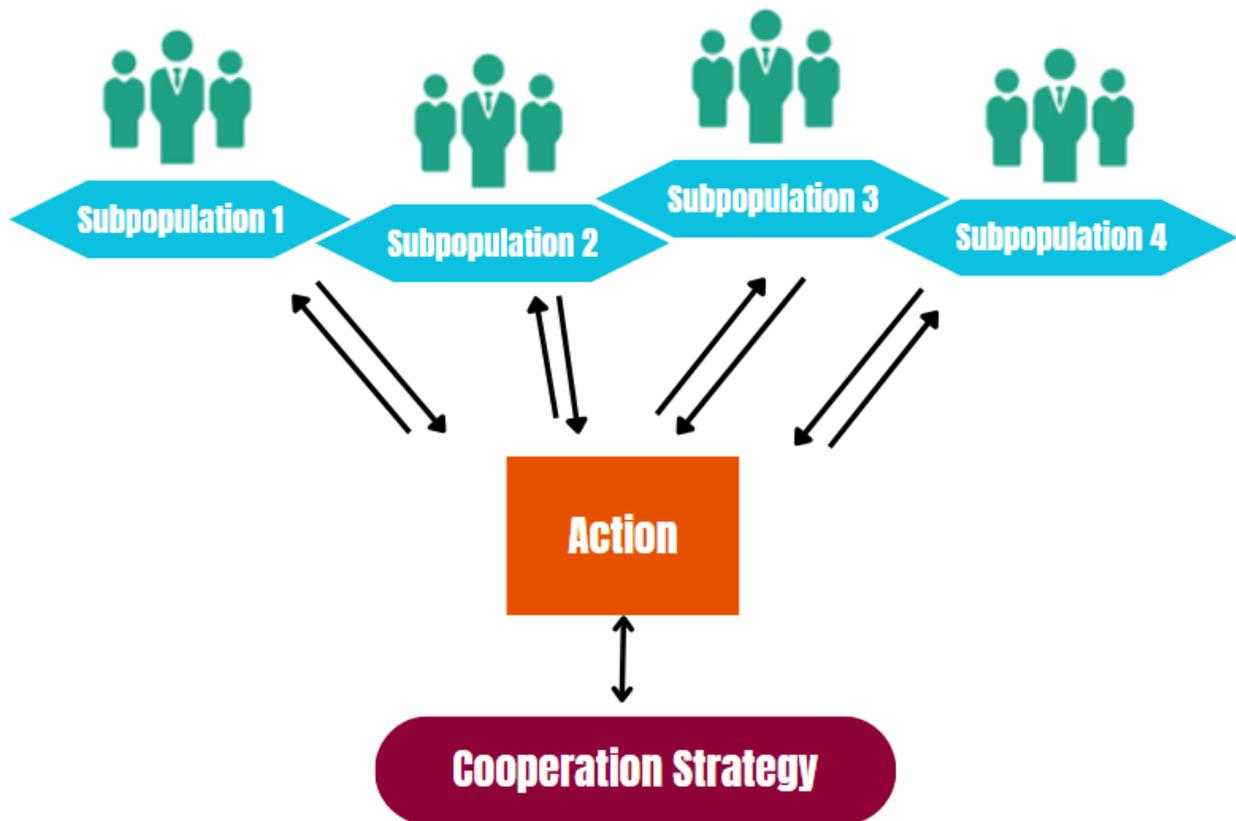 Subpopulation 1
Subpopulation 2
Subpopulation 3
Subpopulation 4
Action
Cooperation Strategy